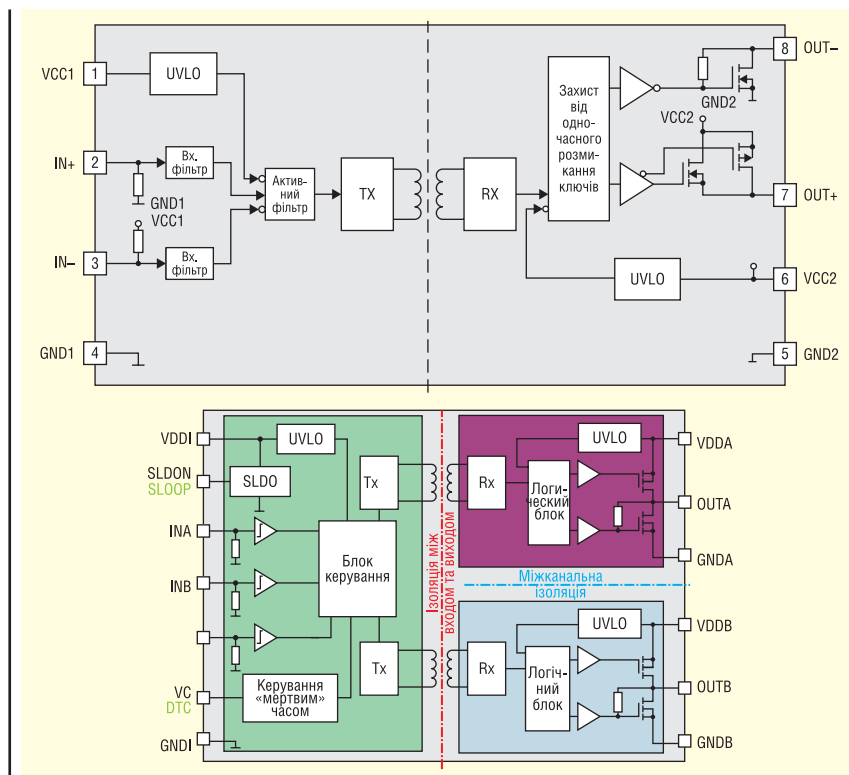 VCC1
1
UVLO
IN+
2
Вх.
фільтр
GND1
VCC1
IN–
3
Вх.
фільтр
Актив-
ний
фільтр
TX
RX
Захист
від
одно-
часного
розми-
кання
ключів
GND2
VCC2
8
OUT–
7
OUT+
UVLO
6
VCC2
GND1
4
5
GND2
VDDI
UVLO
SLDON
SLOOP
SLDO
INA
INB
Tx
Блок
керування
Tx
VC
DTC
Керування
«мертвим»
часом
GNDI
Ізоляція між
входом та виходом
Rx
UVLO
Логи-
ческий
блок
VDDA
OUTA
GNDA
Міжканальна
ізоляція
Rx
UVLO
Логіч-
ний
блок
VDDB
OUTB
GNDB